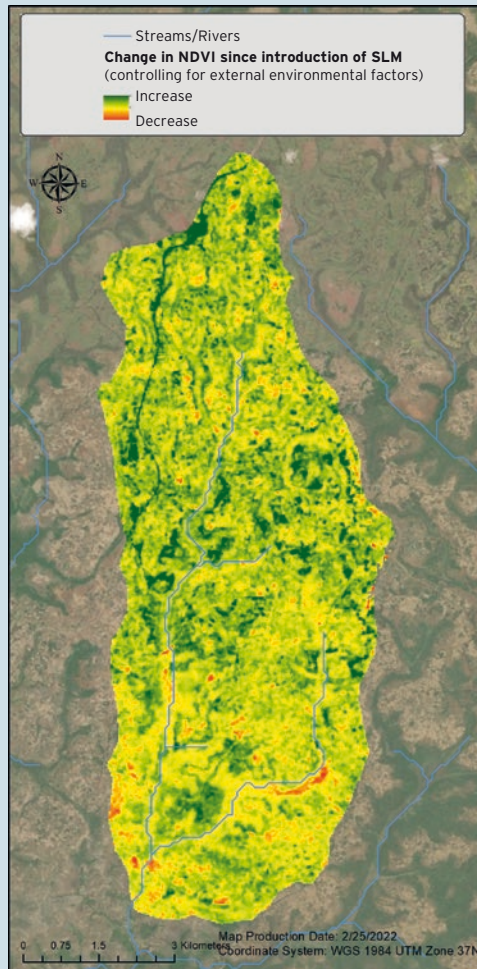 Streams/Rivers
Change in NDVI since introduction of SLM
(controlling for external environmental factors)
Increase
Decrease
N
W E
S
Map Production Date: 2/25/2022
0 0.75 1.5 3 Kilometers
Coordinate System: WGS 1984 UTM Zone 37N